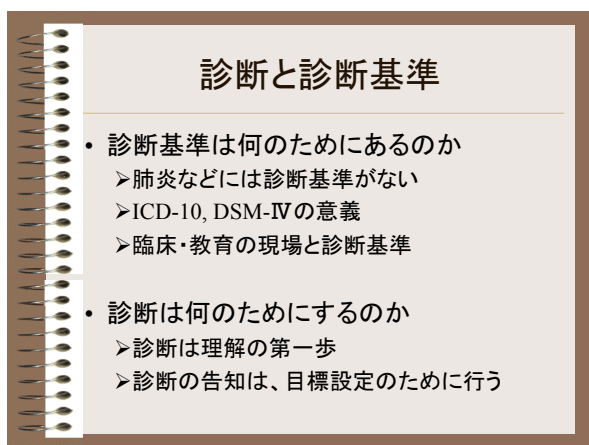 診断と診断基準
• 診断基準は何のためにあるのか
➢肺炎などには診断基準がない
➢ICD-10, DSM-Ⅳの意義
➢臨床・教育の現場と診断基準
• 診断は何のためにするのか
➢診断は理解の第一歩
➢診断の告知は、目標設定のために行う